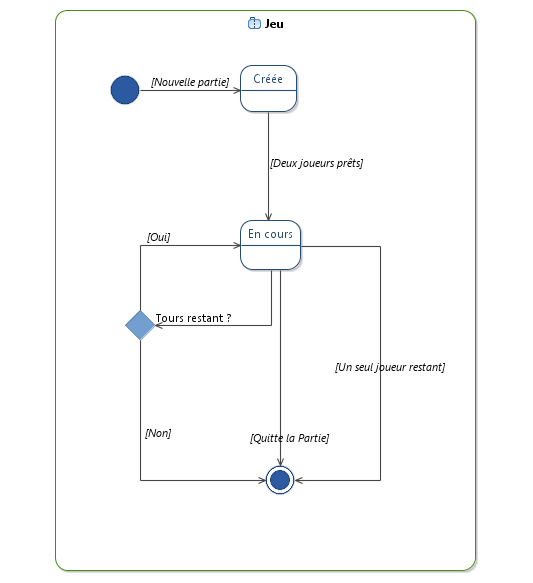 Jeu
[Nouvelle partie]
Créée
[Deux joueurs prêts]
[Oui]
En cours
Tours restant ?
[Un seul joueur restant]
[Non]
[Quitte la Partie]